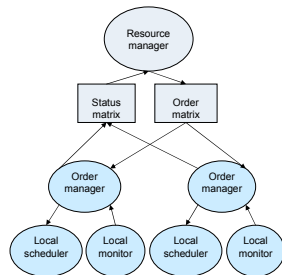 Resource
manager
Status
matrix
Order
matrix
Order
manager
Order
manager
Local
scheduler
Local
monitor
Local
scheduler
Local
monitor